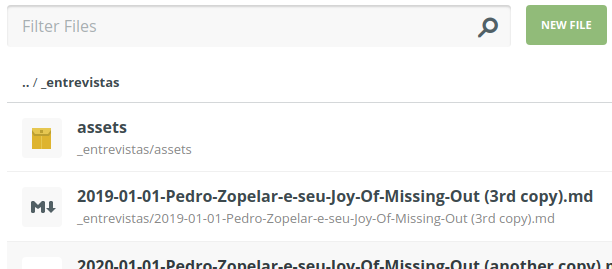 Filter Files
NEW FILE
.. / _entrevistas
assets
_entrevistas/assets
M↓
2019-01-01-Pedro-Zopelar-e-seu-Joy-Of-Missing-Out (3rd copy).md
_entrevistas/2019-01-01-Pedro-Zopelar-e-seu-Joy-Of-Missing-Out (3rd copy).md
2020-01-01-Pedro-Zopelar-e-seu-Joy-Of-Missing-Out (another copy)